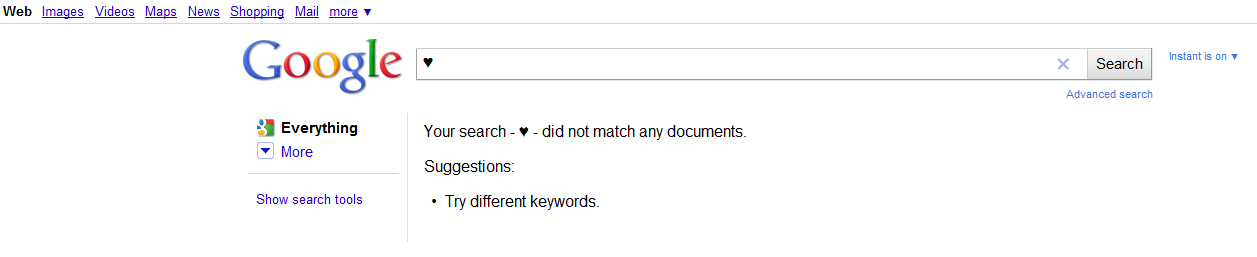 Web Images Videos Maps News Shopping Mail more ▼
Google
♥
× Search
Instant is on ▼
Advanced search
Everything
More
Show search tools
Your search - ♥ - did not match any documents.
Suggestions:
• Try different keywords.